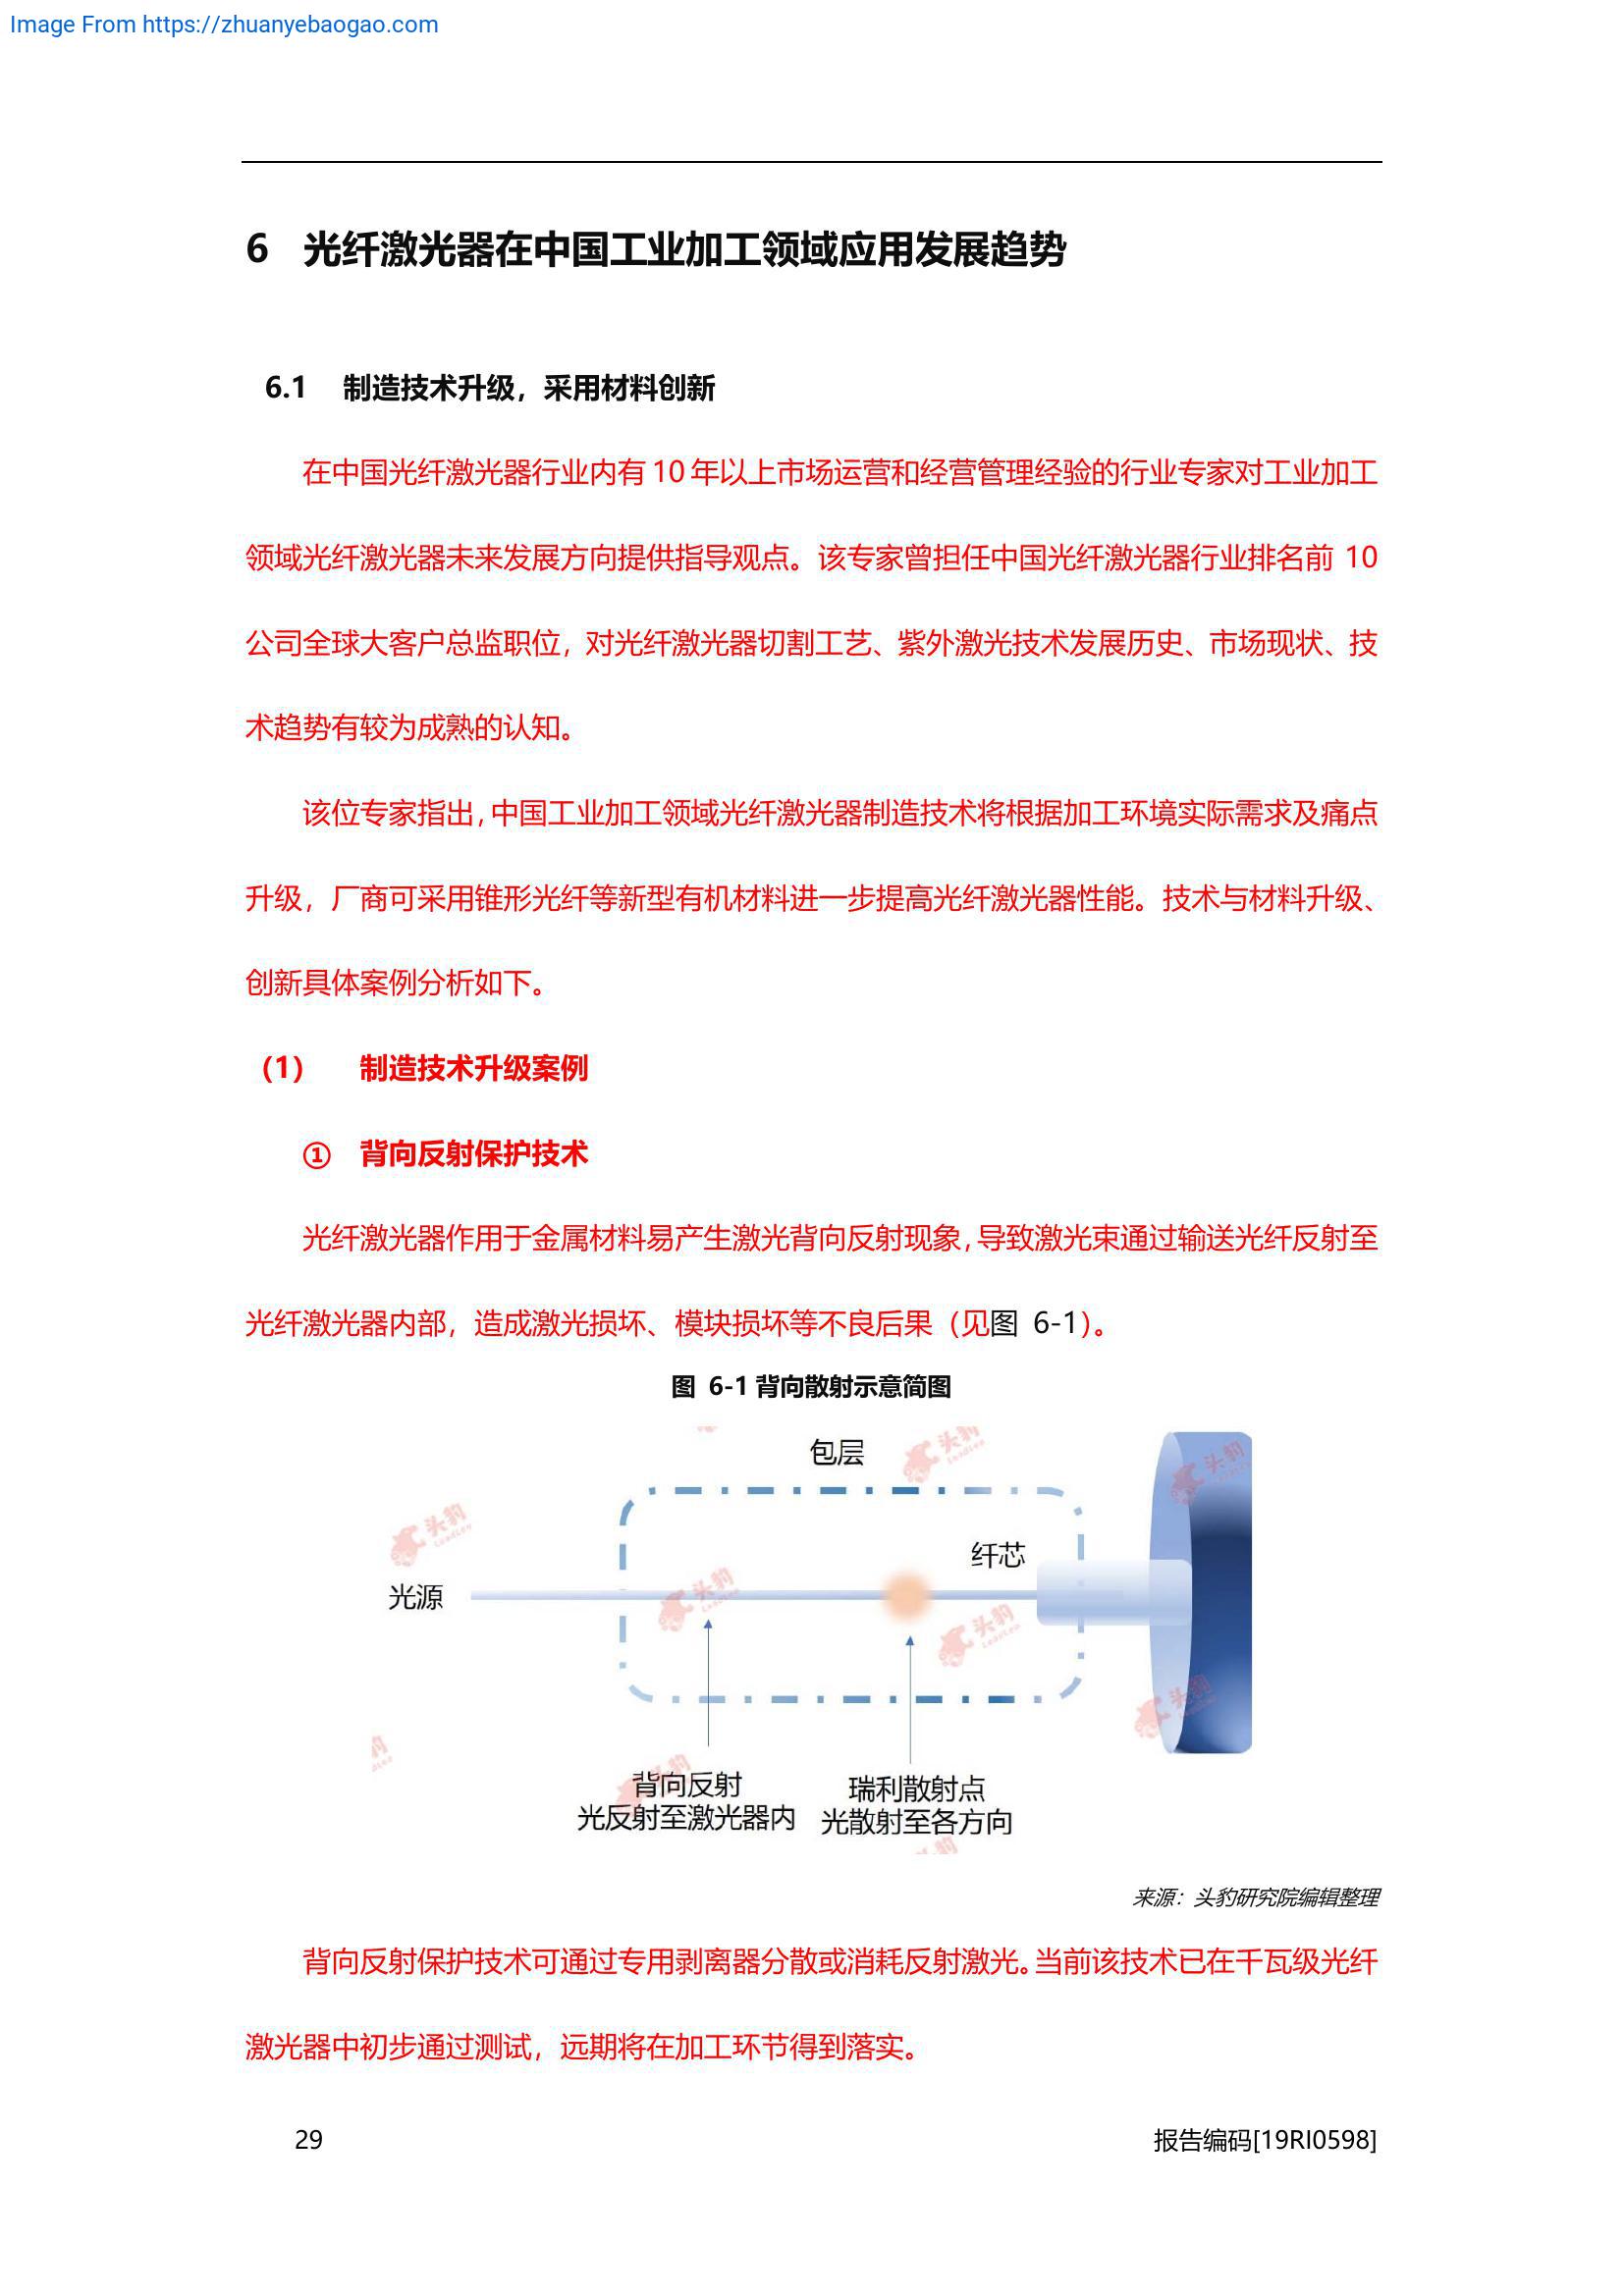 Image From https://zhuanyebaogao.com
6 光纤激光器在中国工业加工领域应用发展趋势
6.1 制造技术升级，采用材料创新
在中国光纤激光器行业内有 10 年以上市场运营和经营管理经验的行业专家对工业加工
领域光纤激光器未来发展方向提供指导观点。该专家曾担任中国光纤激光器行业排名前 10
公司全球大客户总监职位，对光纤激光器切割工艺、紫外激光技术发展历史、市场现状、技
术趋势有较为成熟的认知。
该位专家指出，中国工业加工领域光纤激光器制造技术将根据加工环境实际需求及痛点
升级，厂商可采用锥形光纤等新型有机材料进一步提高光纤激光器性能。技术与材料升级、
创新具体案例分析如下。
（1） 制造技术升级案例
① 背向反射保护技术
光纤激光器作用于金属材料易产生激光背向反射现象，导致激光束通过输送光纤反射至
光纤激光器内部，造成激光损坏、模块损坏等不良后果（见图 6-1）。
图 6-1 背向散射示意简图
包层
纤芯
光源
背向反射
光反射至激光器内
瑞利散射点
光散射至各方向
头豹
LeadLeo
来源：头豹研究院编辑整理
背向反射保护技术可通过专用剥离器分散或消耗反射激光。当前该技术已在千瓦级光纤
激光器中初步通过测试，远期将在加工环节得到落实。
29
报告编码[19RI0598]